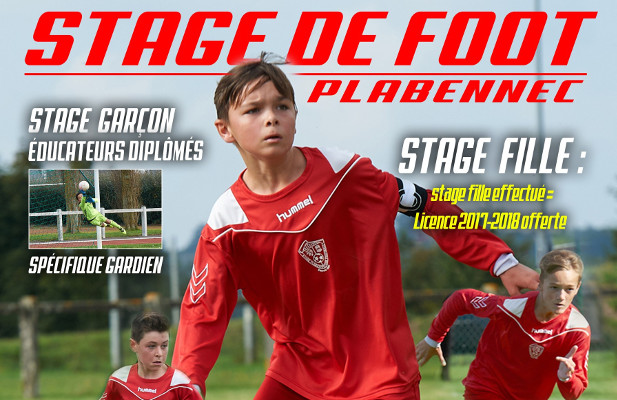 STAGE DE FOOT
PLABENNEC
STAGE GARÇON
ÉDUCATEURS DIPLÔMÉS
SPÉCIFIQUE GARDIEN
STAGE FILLE :
stage fille effectué =
Licence 2017-2018 offerte
hummel
hummel
hummel